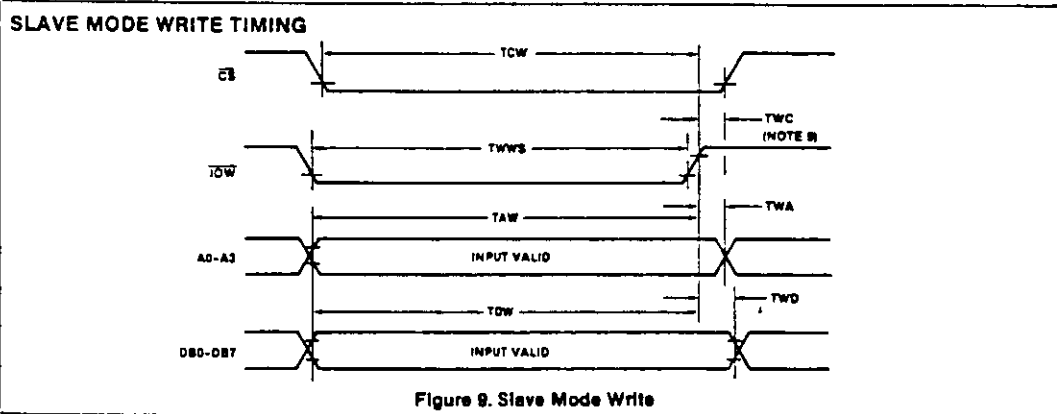 SLAVE MODE WRITE TIMING
TCW
CS
TWC
(NOTE 9)
TWWS
IOW
TWA
TAW
A0-A3
INPUT VALID
TWD
TDW
DB0-DB7
INPUT VALID
Figure 9. Slave Mode Write